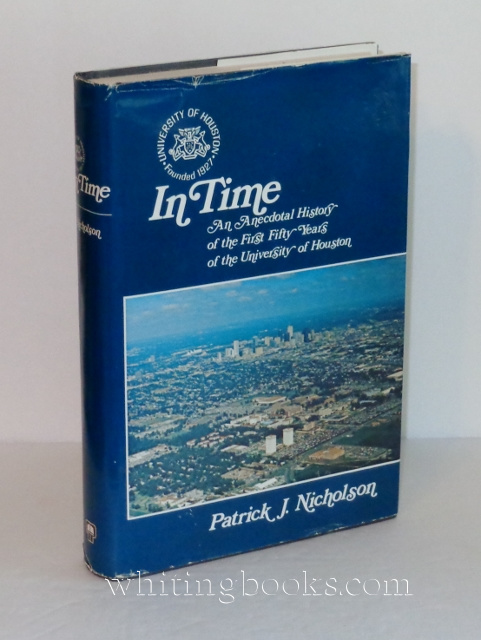 UNIVERSITY OF HOUSTON
• Founded 1927 •
In Time
An Anecdotal History
of the First Fifty Years
of the University of Houston
Patrick J. Nicholson
Time
whitingbooks.com